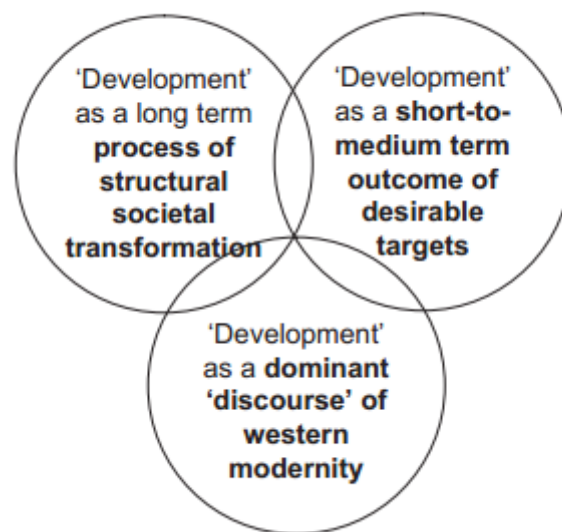 ‘Development’
as a long term
process of
structural
societal
transformation
‘Development’
as a short-to-
medium term
outcome of
desirable
targets
‘Development’
as a dominant
‘discourse’ of
western
modernity